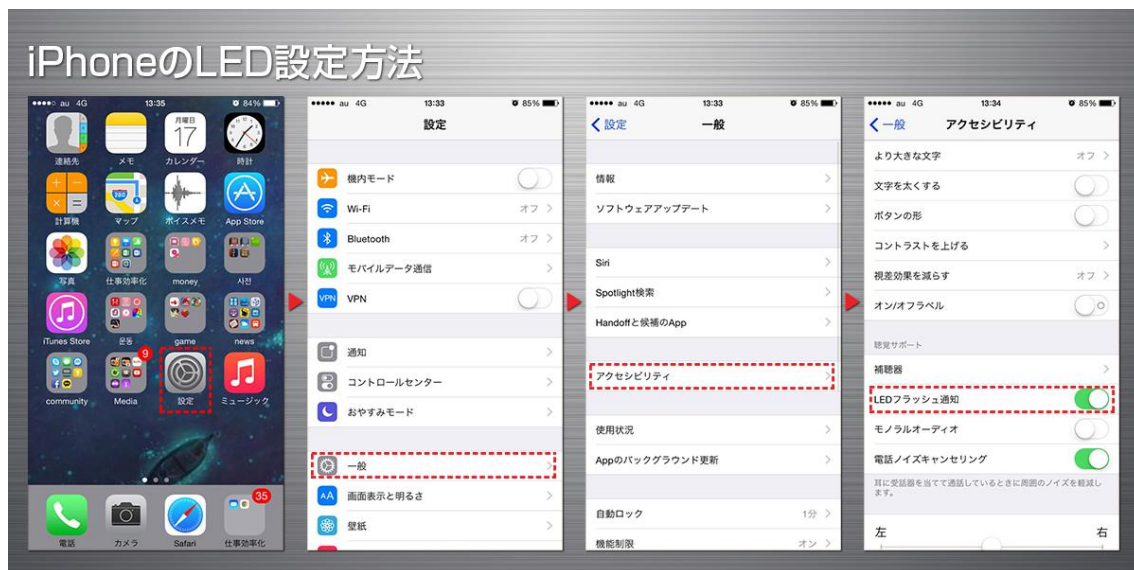 iPhoneのLED設定方法
au 4G 13:35 84%
月曜日
17
連絡先 メモ カレンダー 時計
計算機 マップ ボイスメモ App Store
写真 仕事効率化 money 사전
iTunes Store 운동 game news
9
community Media 設定 ミュージック
35
電話 カメラ Safari 仕事効率化
au 4G 13:33 85%
設定
機内モード
Wi-Fi オフ
Bluetooth オフ
モバイルデータ通信
VPN VPN
通知
コントロールセンター
おやすみモード
一般
AA 画面表示と明るさ
壁紙
au 4G 13:33 85%
設定 一般
情報
ソフトウェアアップデート
Siri
Spotlight検索
Handoffと候補のApp
アクセシビリティ
使用状況
Appのバックグラウンド更新
自動ロック 1分
機能制限 オン
au 4G 13:34 85%
一般 アクセシビリティ
より大きな文字 オフ
文字を太くする
ボタンの形
コントラストを上げる
視差効果を減らす オフ
オン/オフラベル
聴覚サポート
補聴器
LEDフラッシュ通知
モノラルオーディオ
電話ノイズキャンセリング
耳に受話器を当てて通話しているときに周囲のノイズを軽減し
ます。
左 右